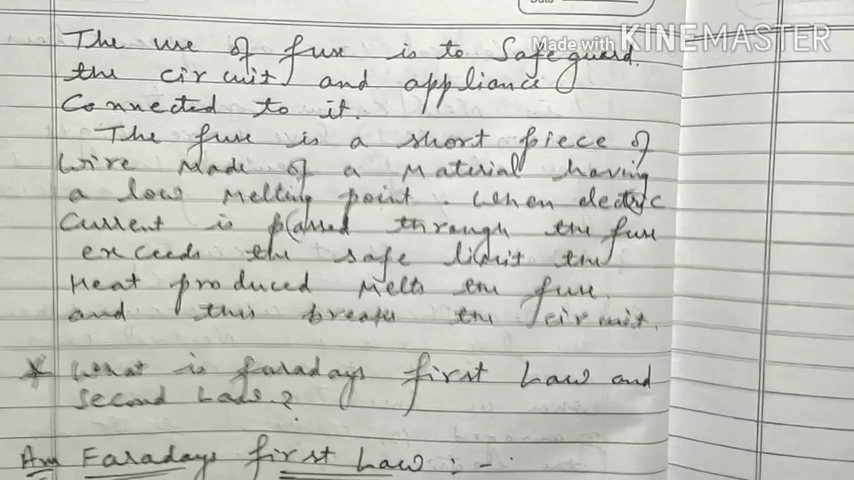 Made with KINEMASTER
The use of fuse is to Safe guard.
the circuit and appliance
Connected to it.
The fuse is a short piece of
wire made of a material having
a low melting point. When electric
Current is passed through the fuse
exceeds the safe limit the
Heat produced melts the fuse.
and this breaks the circuit.
* What is faradays first Law and
second Law?
Ans Faradays first Law : -